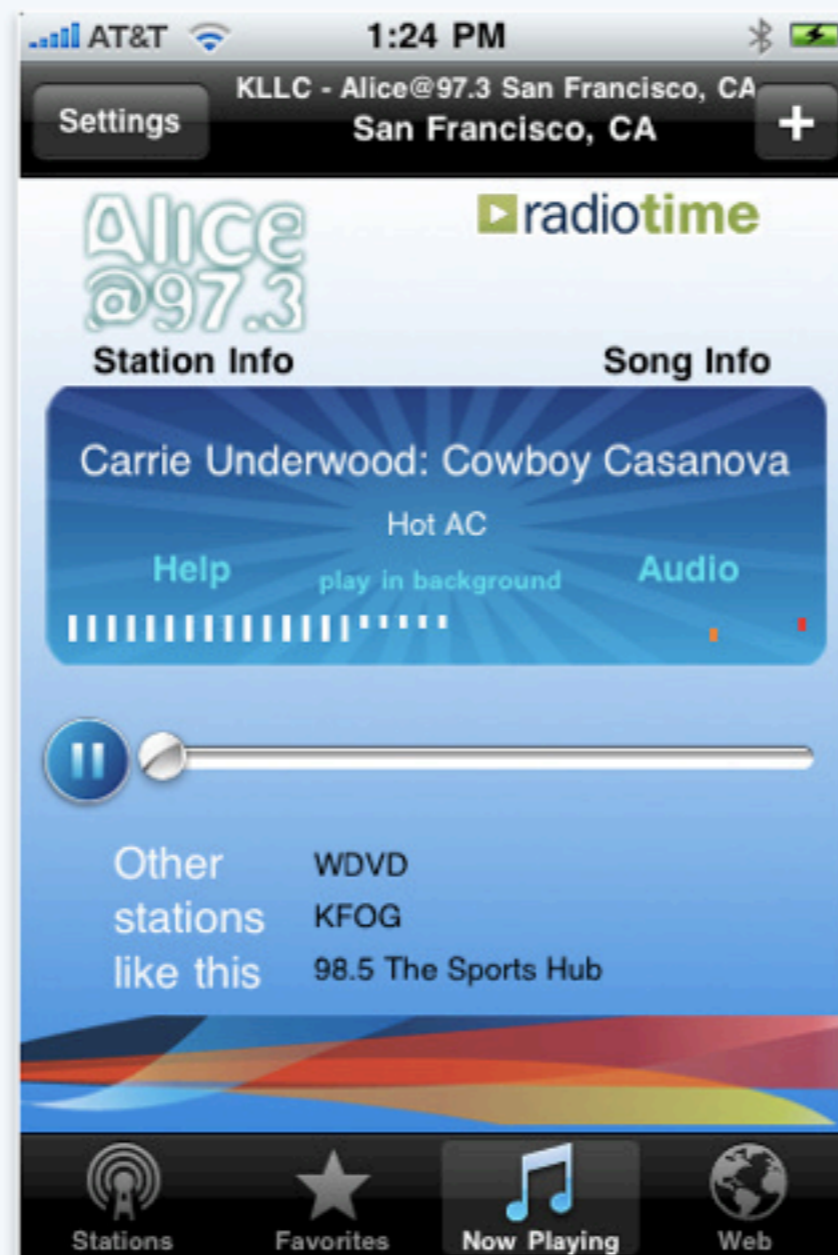 AT&T 1:24 PM
KLLC - Alice@97.3 San Francisco, CA
Settings San Francisco, CA +
Alice
@97.3
radiotime
Station Info Song Info
Carrie Underwood: Cowboy Casanova
Hot AC
Help play in background Audio
Other stations like this
WDVD
KFOG
98.5 The Sports Hub
Stations Favorites Now Playing Web